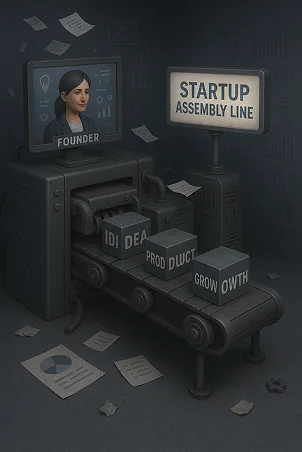 STARTUP
ASSEMBLY LINE
FOUNDER
IDI DEA
PROD DUCT
GROW OWTH